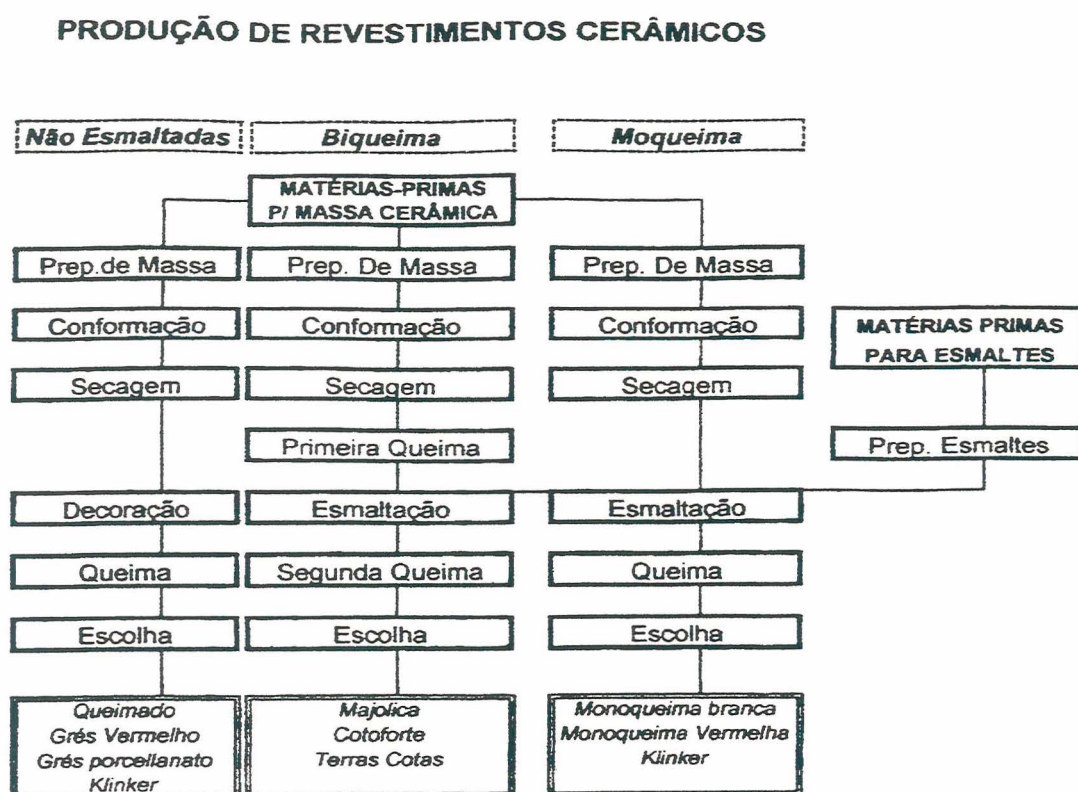 PRODUÇÃO DE REVESTIMENTOS CERÂMICOS
Não Esmaltadas
Biqueima
Moqueima
MATÉRIAS-PRIMAS
P/ MASSA CERÂMICA
Prep.de Massa
Prep. De Massa
Prep. De Massa
Conformação
Conformação
Conformação
MATÉRIAS PRIMAS
PARA ESMALTES
Secagem
Secagem
Secagem
Primeira Queima
Prep. Esmaltes
Decoração
Esmaltação
Esmaltação
Queima
Segunda Queima
Queima
Escolha
Escolha
Escolha
Queimado
Grés Vermelho
Grés porcellanato
Klinker
Majolica
Cotoforte
Terras Cotas
Monoqueima branca
Monoqueima Vermelha
Klinker